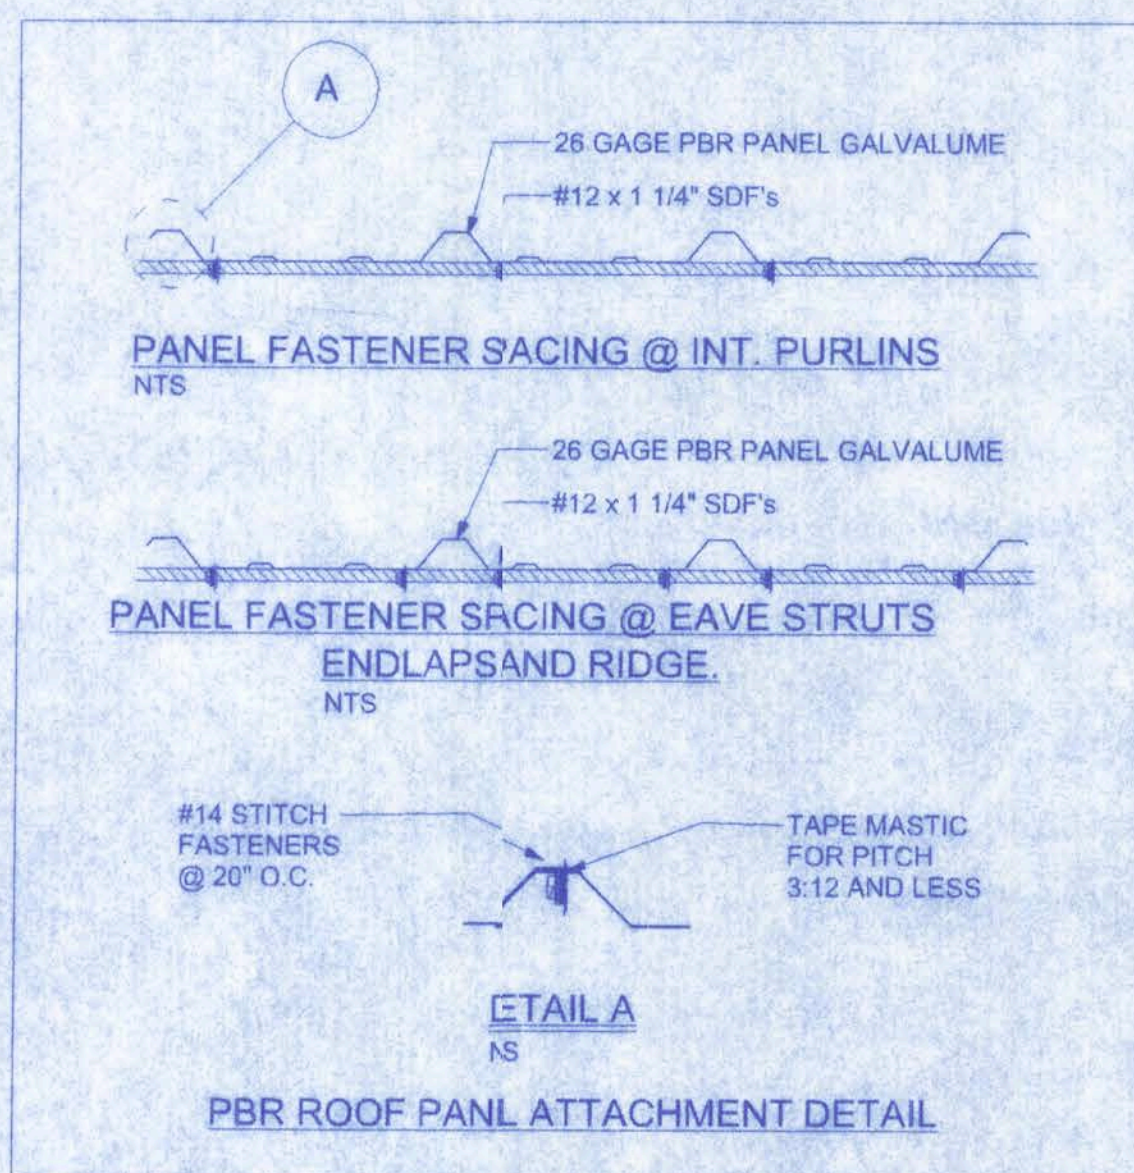 A
26 GAGE PBR PANEL GALVALUME
#12 x 1 1/4" SDF's
PANEL FASTENER SACING @ INT. PURLINS
NTS
26 GAGE PBR PANEL GALVALUME
#12 x 1 1/4" SDF's
PANEL FASTENER SACING @ EAVE STRUTS
ENDLAPSAND RIDGE.
NTS
#14 STITCH
FASTENERS
@ 20" O.C.
TAPE MASTIC
FOR PITCH
3:12 AND LESS
ETAIL A
NS
PBR ROOF PANL ATTACHMENT DETAIL